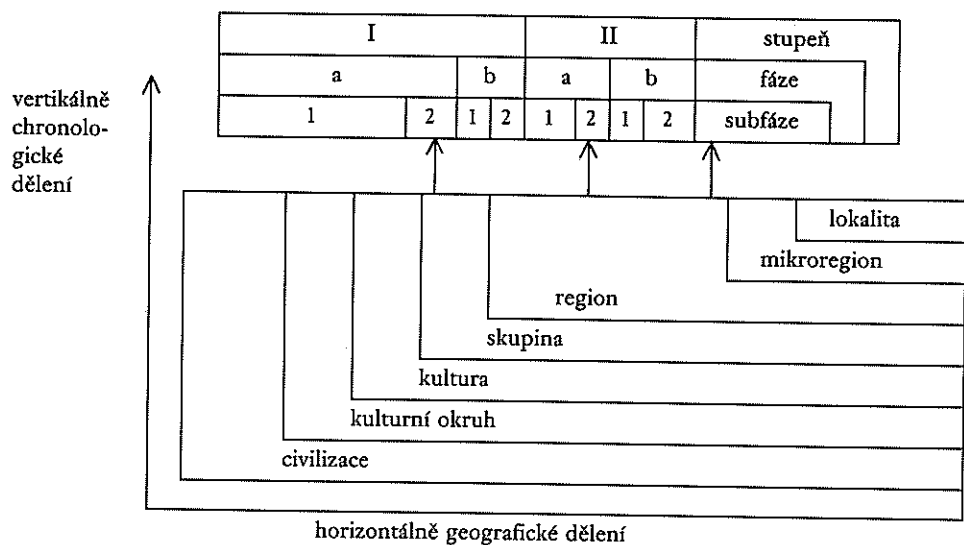 I II stupeň
a b a b fáze
1 2 1 2 1 2 1 2 subfáze
vertikálně
chronolo-
gické
dělení
lokalita
mikroregion
region
skupina
kultura
kulturní okruh
civilizace
horizontálně geografické dělení